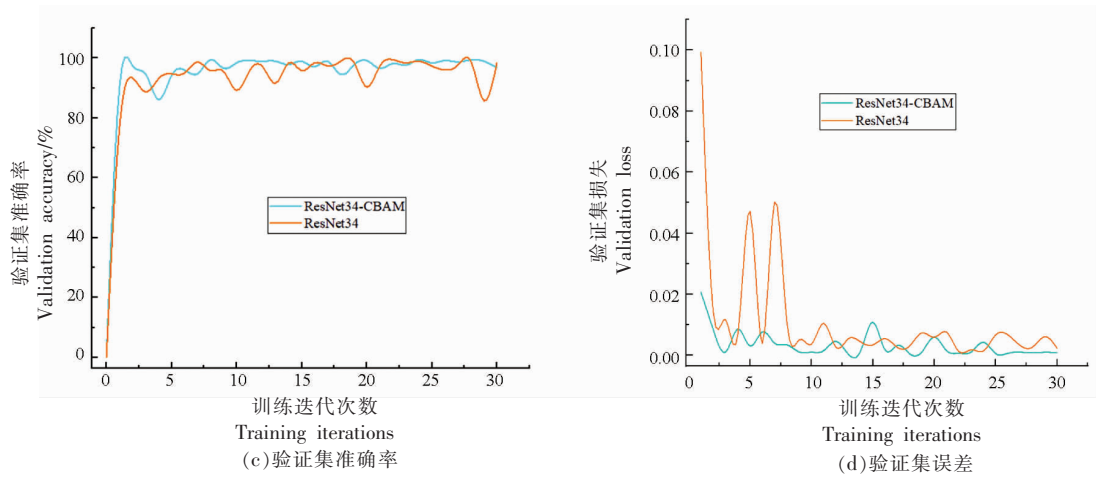 100
80
60
40
20
0
0
5
10
15
20
25
30
验证集准确率
Validation accuracy/%
ResNet34-CBAM
ResNet34
训练迭代次数
Training iterations
(c)验证集准确率
0.10
0.08
0.06
0.04
0.02
0.00
0
5
10
15
20
25
30
验证集损失
Validation loss
ResNet34-CBAM
ResNet34
训练迭代次数
Training iterations
(d)验证集误差